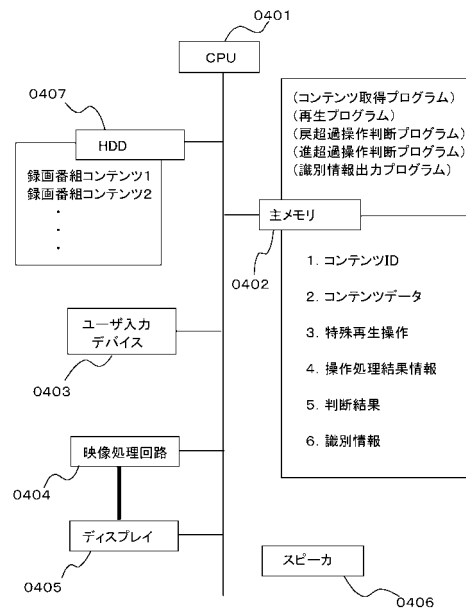 0401
CPU
0407
HDD
録画番組コンテンツ1
録画番組コンテンツ2
・
・
・
(コンテンツ取得プログラム)
(再生プログラム)
(戻超過操作判断プログラム)
(進超過操作判断プログラム)
(識別情報出力プログラム)
主メモリ
0402
1. コンテンツID
2. コンテンツデータ
3. 特殊再生操作
4. 操作処理結果情報
5. 判断結果
6. 識別情報
ユーザ入力
デバイス
0403
映像処理回路
0404
ディスプレイ
0405
スピーカ
0406